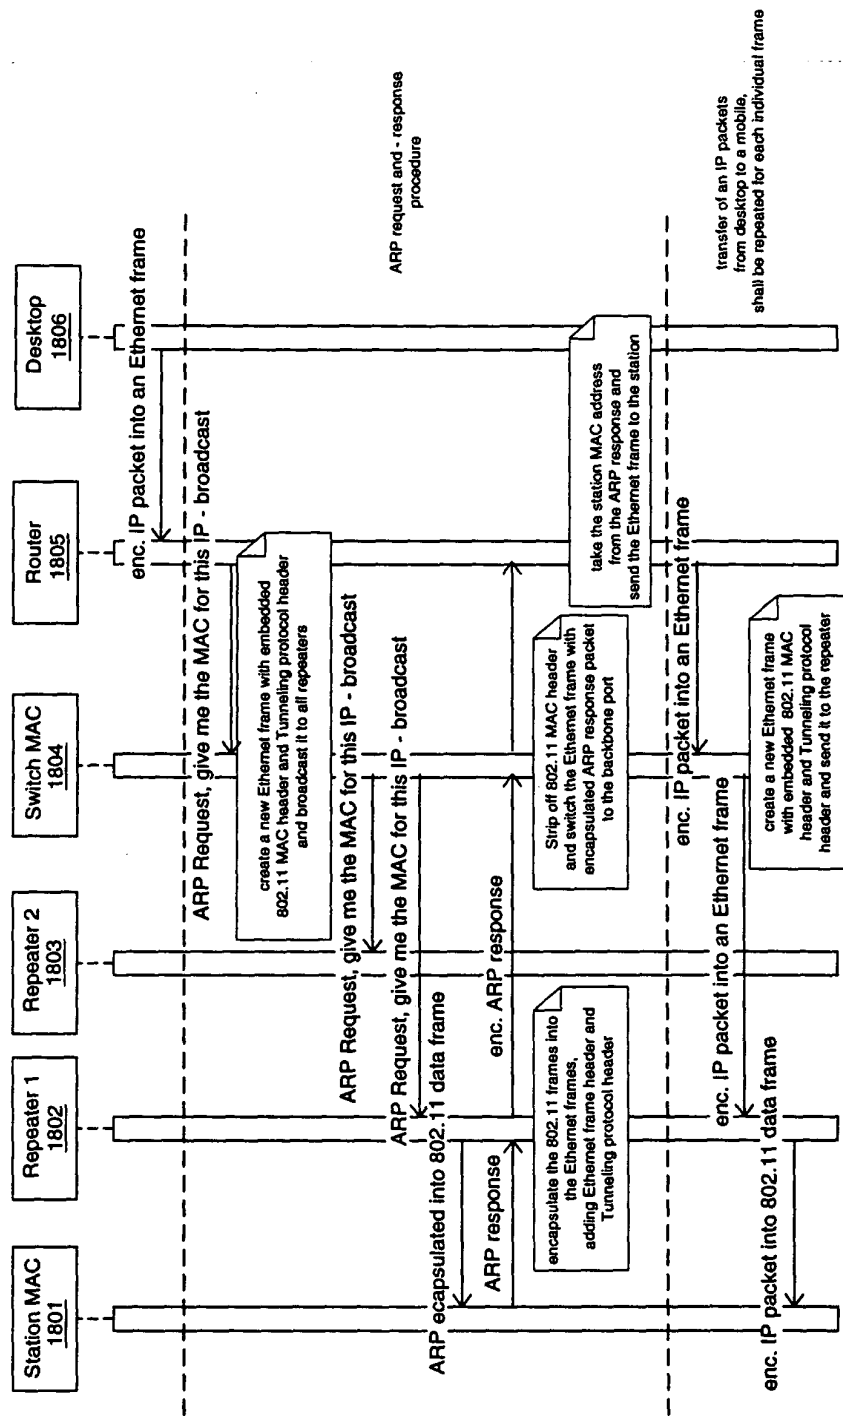 Station MAC
1801
Repeater 1
1802
Repeater 2
1803
Switch MAC
1804
Router
1805
Desktop
1806
enc. IP packet into an Ethernet frame
ARP Request, give me the MAC for this IP - broadcast
create a new Ethernet frame with embedded
802.11 MAC header and Tunneling protocol header
and broadcast it to all repeaters
ARP Request, give me the MAC for this IP - broadcast
ARP Request, give me the MAC for this IP - broadcast
ARP request and - response
procedure
ARP ecapsulated into 802.11 data frame
ARP response
enc. ARP response
encapsulate the 802.11 frames into
the Ethernet frames,
adding Ethernet frame header and
Tunneling protocol header
Strip off 802.11 MAC header
and switch the Ethernet frame with
encapsulated ARP response packet
to the backbone port
take the station MAC address
from the ARP response and
send the Ethernet frame to the station
enc. IP packet into an Ethernet frame
enc. IP packet into an Ethernet frame
create a new Ethernet frame
with embedded 802.11 MAC
header and Tunneling protocol
header and send it to the repeater
enc. IP packet into 802.11 data frame
transfer of an IP packets
from desktop to a mobile,
shall be repeated for each individual frame